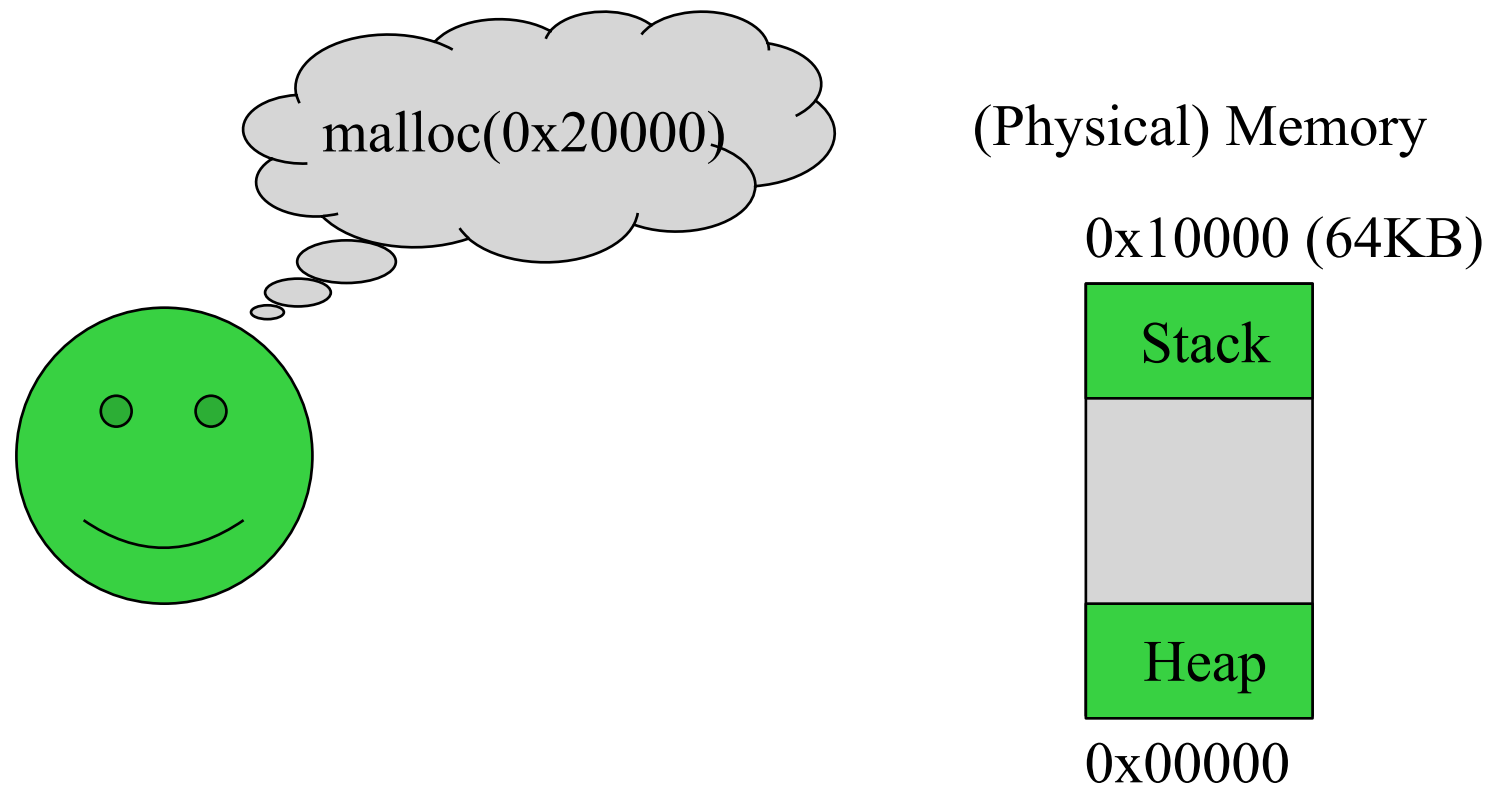 malloc(0x20000)
(Physical) Memory
0x10000 (64KB)
Stack
Heap
0x00000